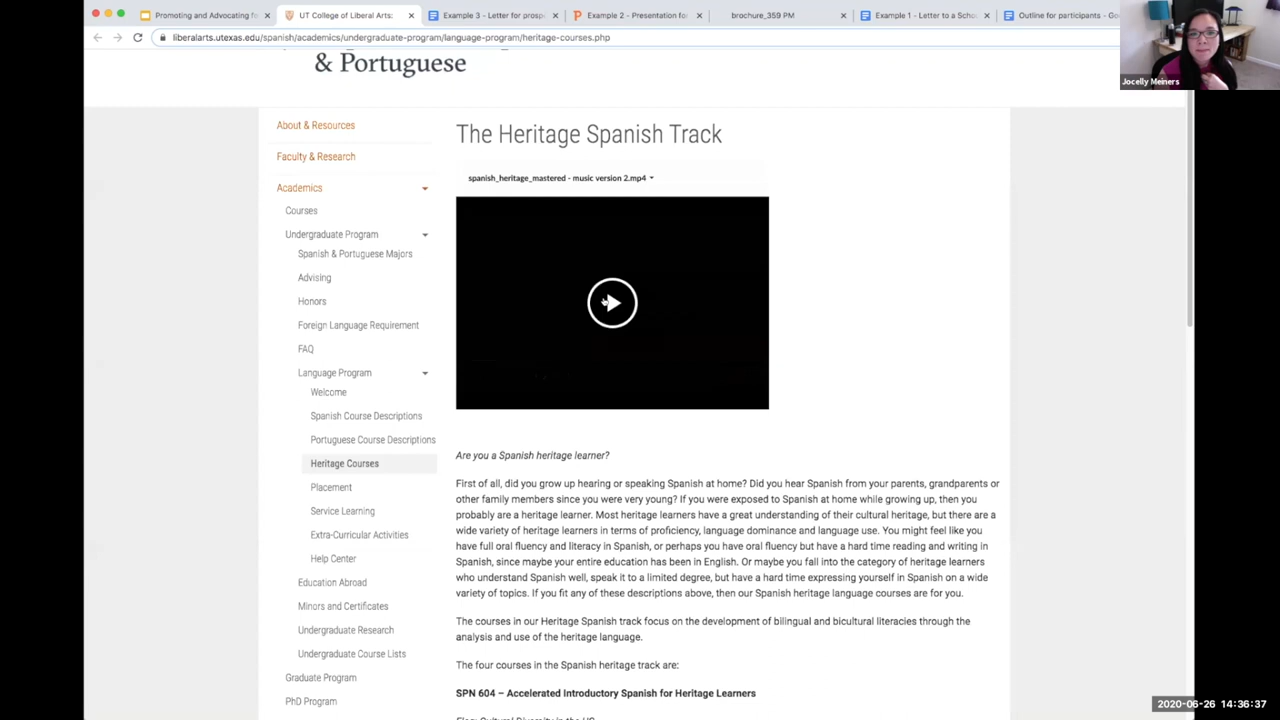 Promoting and Advocating f
UT College of Liberal Arts:
Example 3 - Letter for prospe
Example 2 - Presentation for
brochure_359 PM
Example 1 - Letter to a Scho
Outline for participants - Go
liberalarts.utexas.edu/spanish/academics/undergraduate-program/language-program/heritage-courses.php
Jocelly Meiners
& Portuguese
About & Resources
Faculty & Research
Academics
Courses
Undergraduate Program
Spanish & Portuguese Majors
Advising
Honors
Foreign Language Requirement
FAQ
Language Program
Welcome
Spanish Course Descriptions
Portuguese Course Descriptions
Heritage Courses
Placement
Service Learning
Extra-Curricular Activities
Help Center
Education Abroad
Minors and Certificates
Undergraduate Research
Undergraduate Course Lists
Graduate Program
PhD Program
The Heritage Spanish Track
spanish_heritage_mastered - music version 2.mp4
Are you a Spanish heritage learner?
First of all, did you grow up hearing or speaking Spanish at home? Did you hear Spanish from your parents, grandparents or
other family members since you were very young? If you were exposed to Spanish at home while growing up, then you
probably are a heritage learner. Most heritage learners have a great understanding of their cultural heritage, but there are a
wide variety of heritage learners in terms of proficiency, language dominance and language use. You might feel like you
have full oral fluency and literacy in Spanish, or perhaps you have oral fluency but have a hard time reading and writing in
Spanish, since maybe your entire education has been in English. Or maybe you fall into the category of heritage learners
who understand Spanish well, speak it to a limited degree, but have a hard time expressing yourself in Spanish on a wide
variety of topics. If you fit any of these descriptions above, then our Spanish heritage language courses are for you.
The courses in our Heritage Spanish track focus on the development of bilingual and bicultural literacies through the
analysis and use of the heritage language.
The four courses in the Spanish heritage track are:
SPN 604 – Accelerated Introductory Spanish for Heritage Learners
Flag: Cultural Diversity in the US
2020-06-26 14:36:37